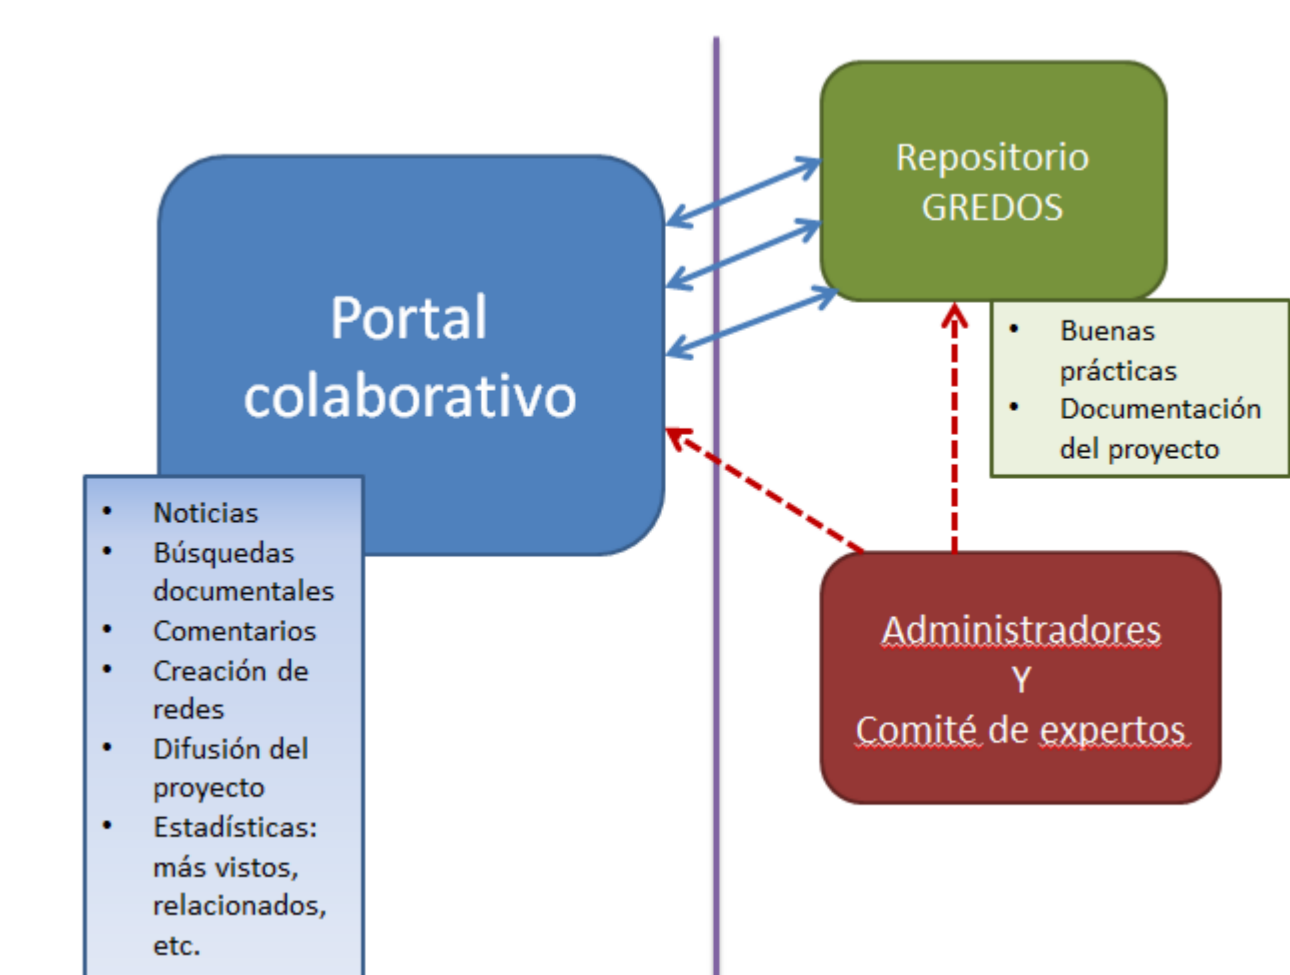 Repositorio
GREDOS
Portal
colaborativo
• Buenas
prácticas
• Documentación
del proyecto
• Noticias
• Búsquedas
documentales
• Comentarios
• Creación de
redes
• Difusión del
proyecto
• Estadísticas:
más vistos,
relacionados,
etc.
Administradores
Y
Comité de expertos